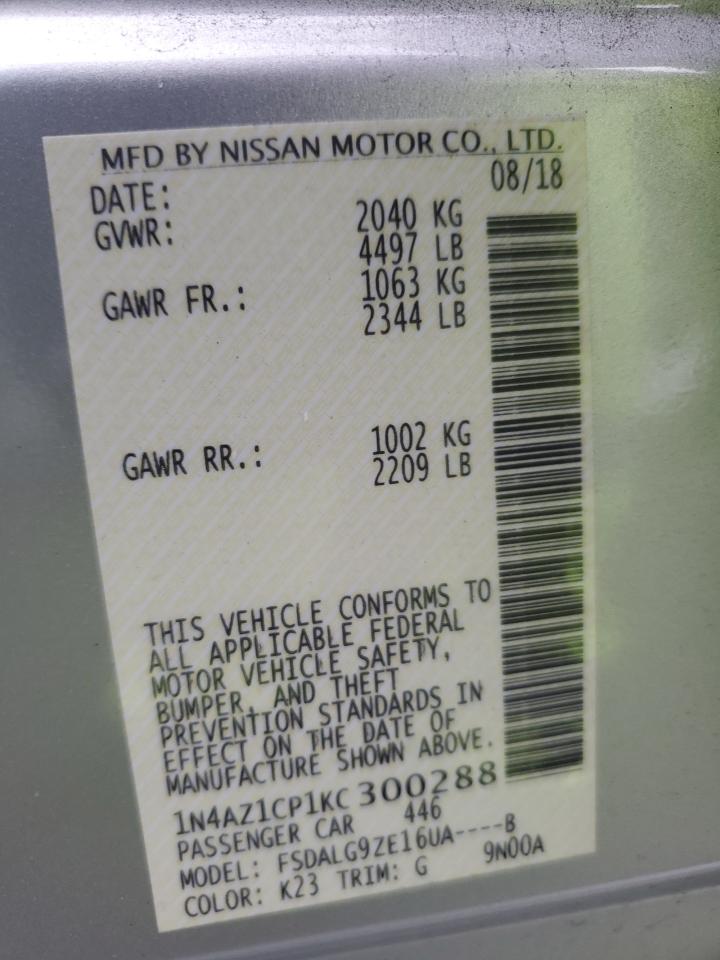 MFD BY NISSAN MOTOR CO., LTD.
DATE: 08/18
GVWR: 2040 KG
4497 LB
GAWR FR.: 1063 KG
2344 LB
GAWR RR.: 1002 KG
2209 LB
THIS VEHICLE CONFORMS TO
ALL APPLICABLE FEDERAL
MOTOR VEHICLE SAFETY,
BUMPER, AND THEFT
PREVENTION STANDARDS IN
EFFECT ON THE DATE OF
MANUFACTURE SHOWN ABOVE.
1N4AZ1CP1KC300288
PASSENGER CAR 446
MODEL: FSDALG9ZE16UA----B
COLOR: K23 TRIM: G 9N00A